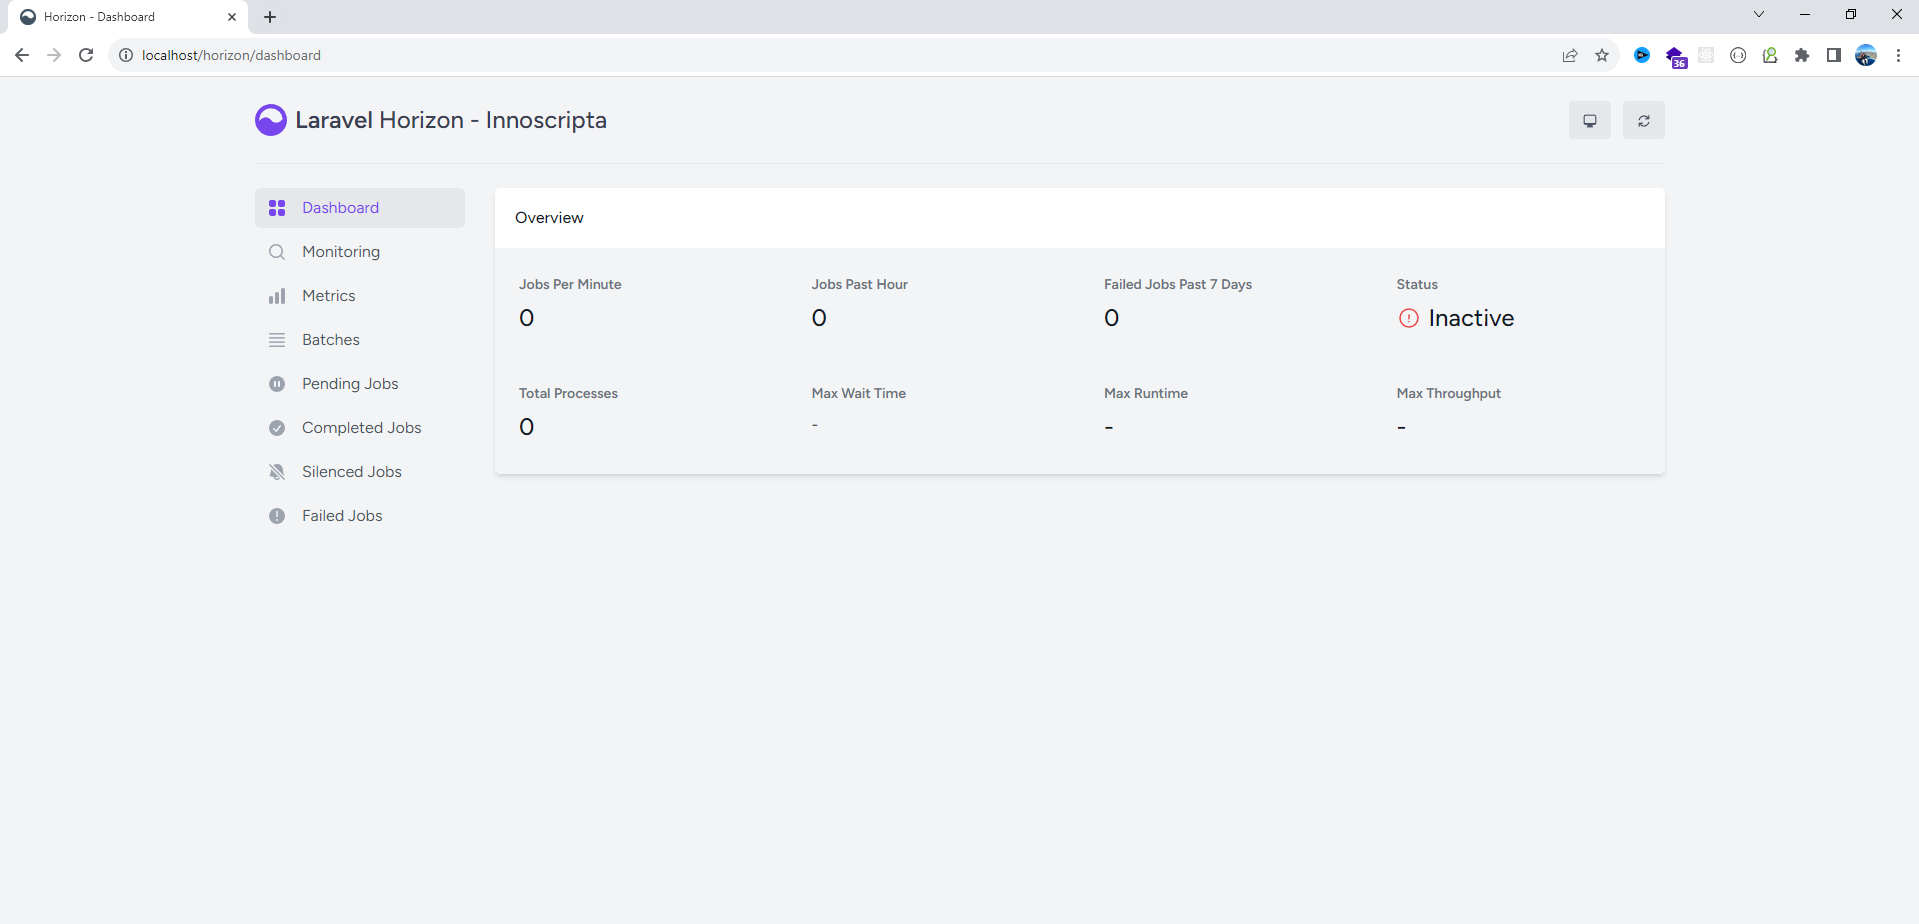 Horizon - Dashboard
localhost/horizon/dashboard
36
Laravel Horizon - Innoscripta
Dashboard
Monitoring
Metrics
Batches
Pending Jobs
Completed Jobs
Silenced Jobs
Failed Jobs
Overview
Jobs Per Minute
0
Jobs Past Hour
0
Failed Jobs Past 7 Days
0
Status
Inactive
Total Processes
0
Max Wait Time
-
Max Runtime
-
Max Throughput
-